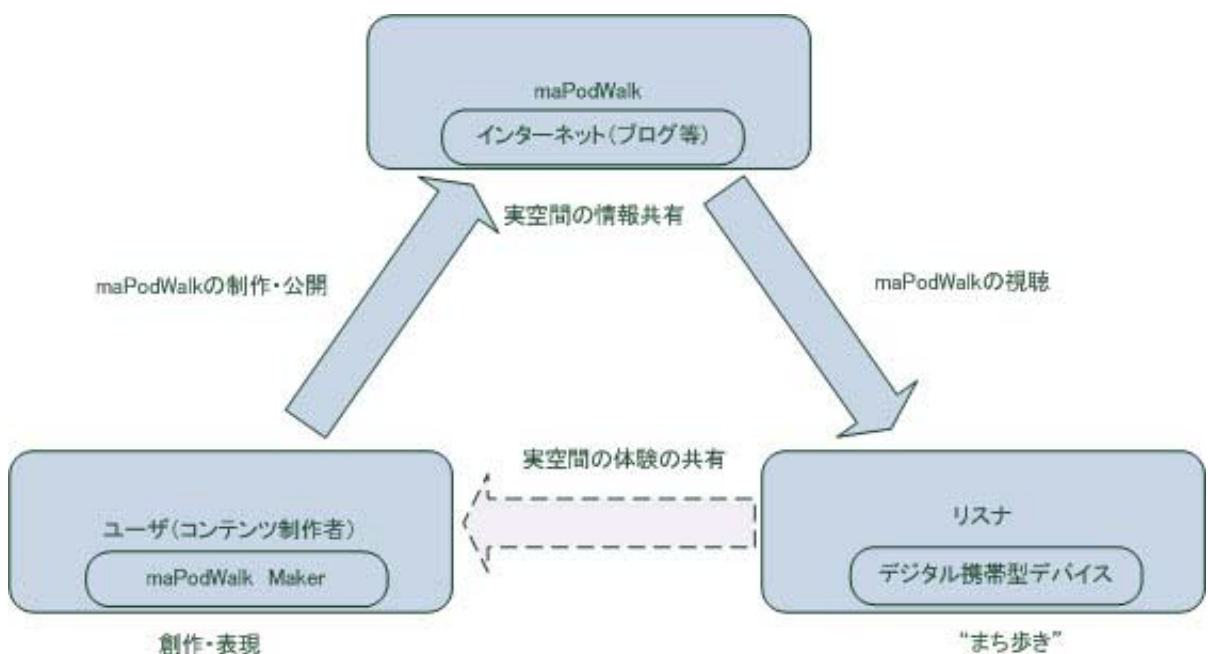 maPodWalk
インターネット(ブログ等)
実空間の情報共有
maPodWalkの制作・公開
maPodWalkの視聴
実空間の体験の共有
ユーザ(コンテンツ制作者)
maPodWalk Maker
リスナ
デジタル携帯型デバイス
創作・表現
“まち歩き”